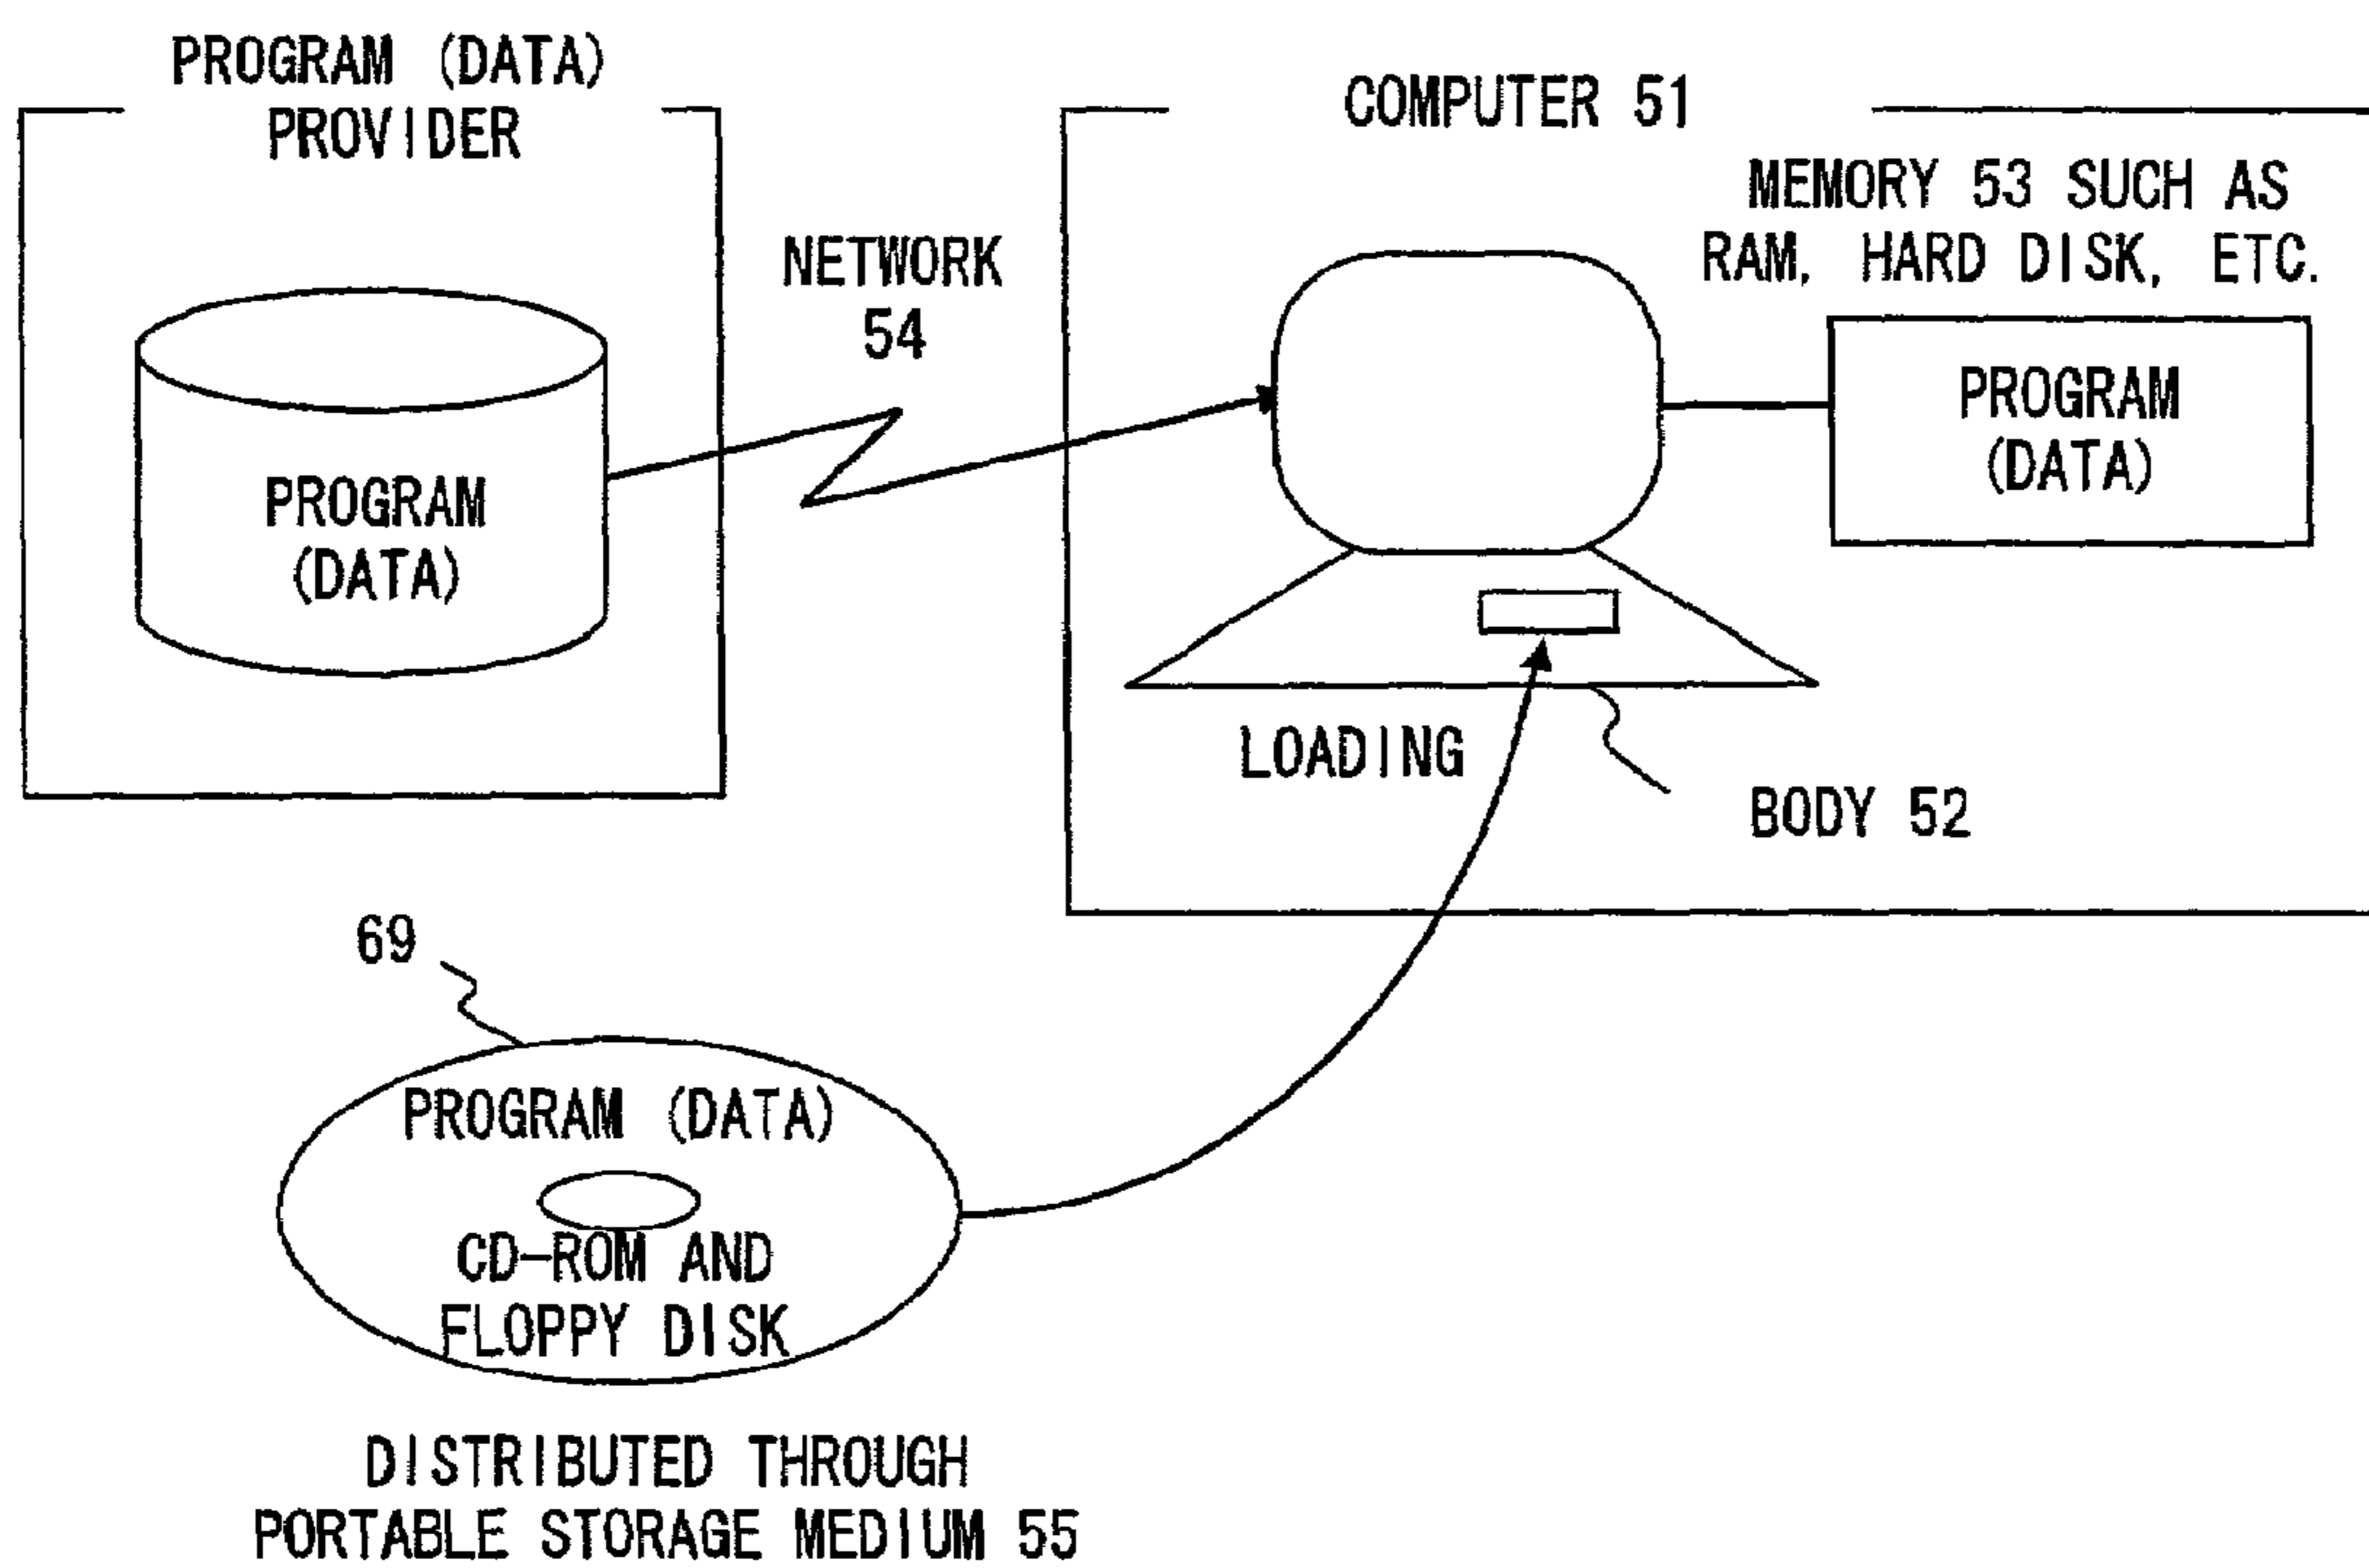 PROGRAM (DATA)
PROVIDER
PROGRAM
(DATA)
NETWORK
54
COMPUTER 51
MEMORY 53 SUCH AS
RAM, HARD DISK, ETC.
PROGRAM
(DATA)
LOADING
BODY 52
69
PROGRAM (DATA)
CD-ROM AND
FLOPPY DISK
DISTRIBUTED THROUGH
PORTABLE STORAGE MEDIUM 55